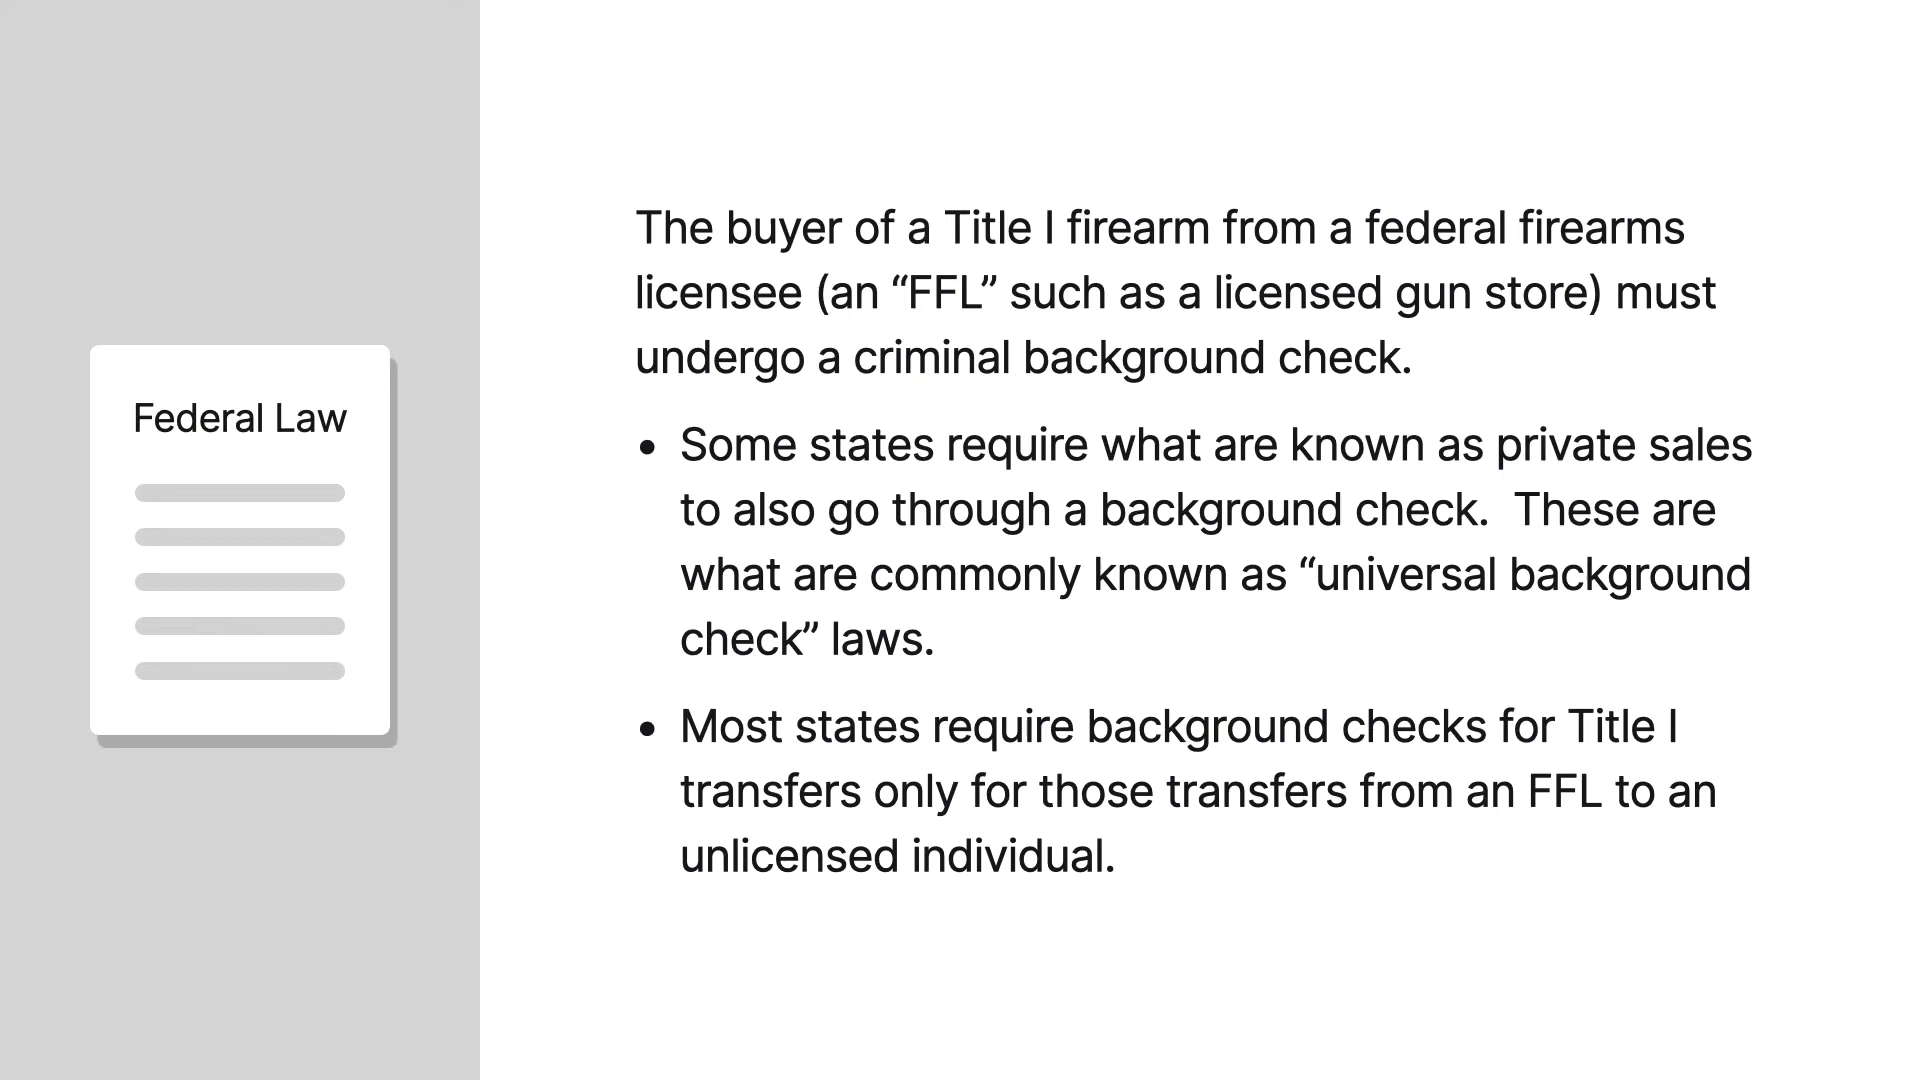 Federal Law
The buyer of a Title I firearm from a federal firearms
licensee (an “FFL” such as a licensed gun store) must
undergo a criminal background check.
• Some states require what are known as private sales
to also go through a background check.  These are
what are commonly known as “universal background
check” laws.
• Most states require background checks for Title I
transfers only for those transfers from an FFL to an
unlicensed individual.